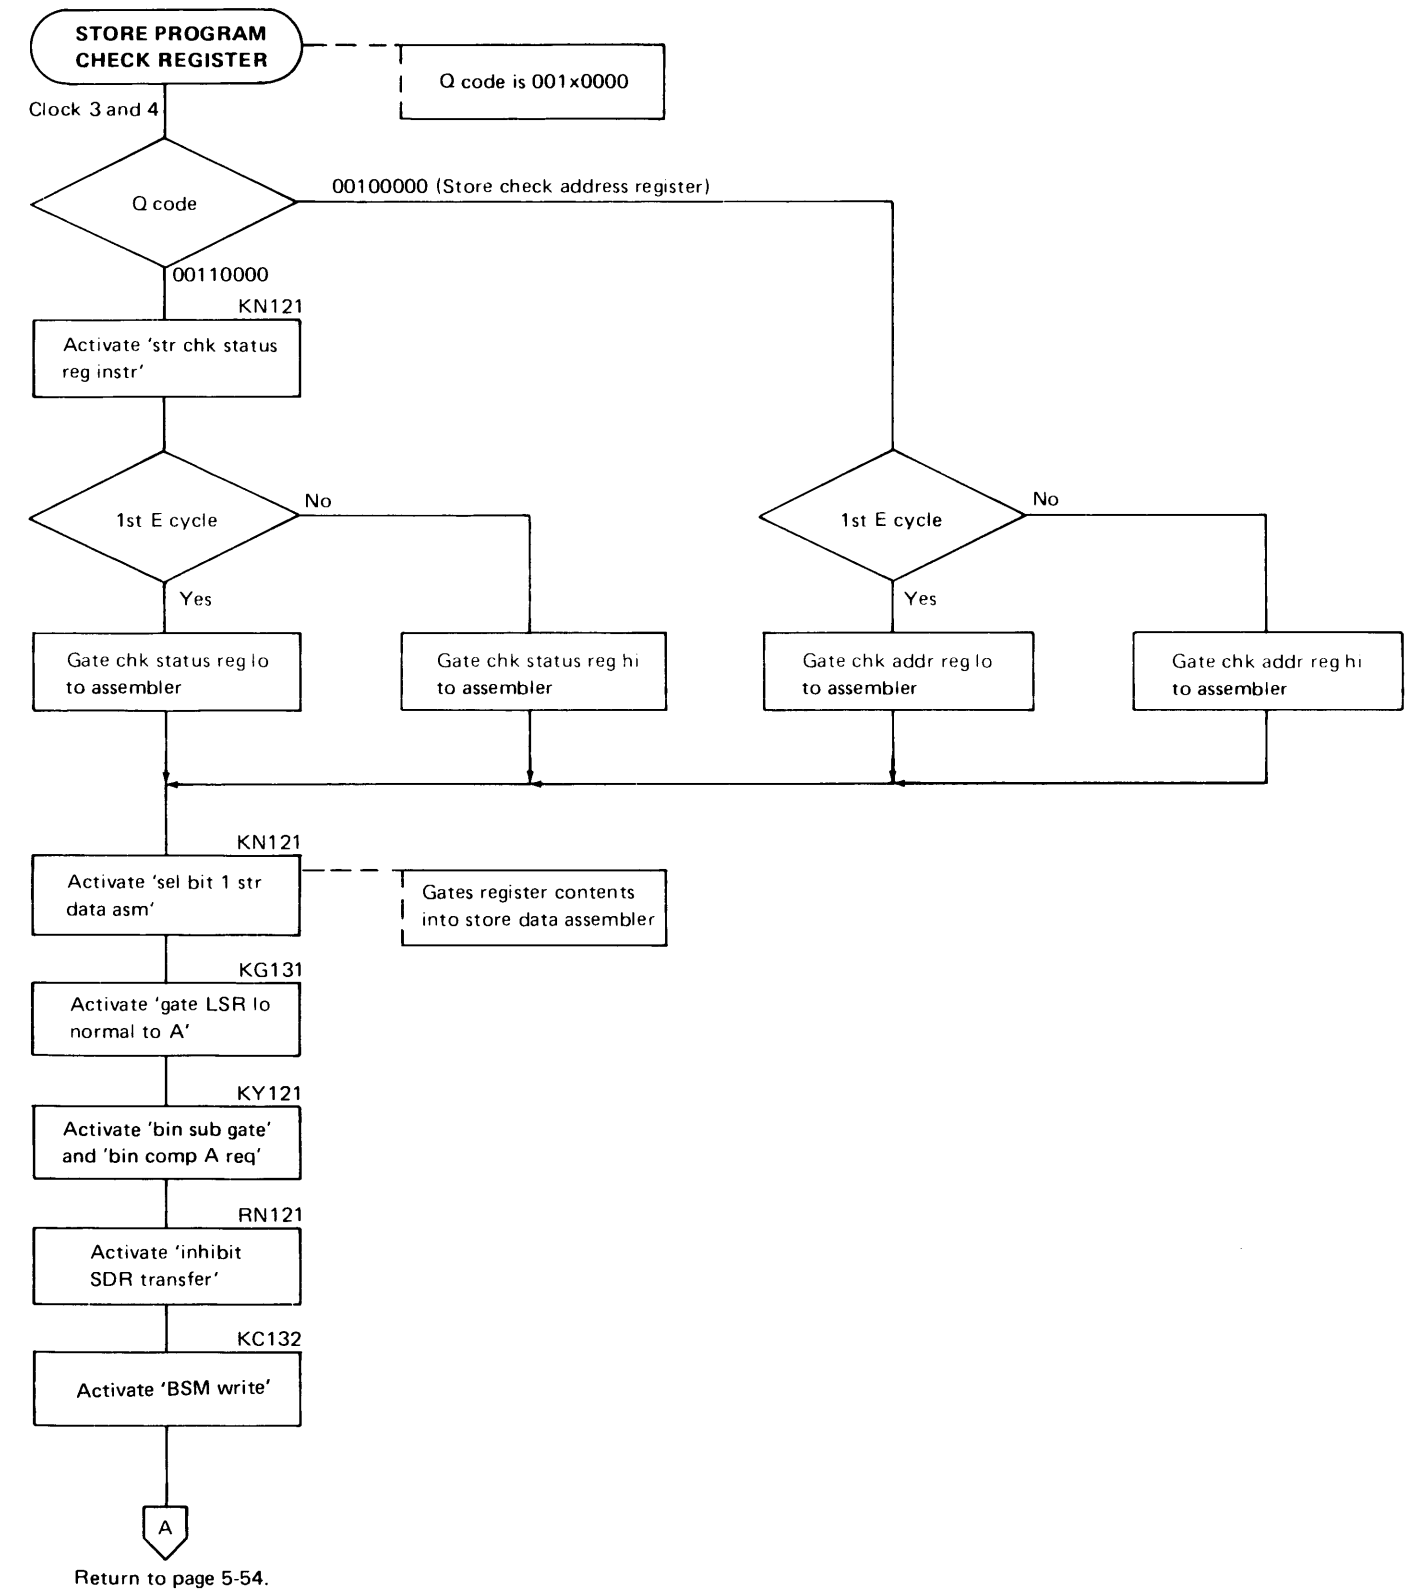 STORE PROGRAM
CHECK REGISTER
Q code is 001x0000
Clock 3 and 4
Q code
00100000 (Store check address register)
00110000
KN121
Activate ‘str chk status
reg instr’
1st E cycle
No
Yes
1st E cycle
No
Yes
Gate chk status reg lo
to assembler
Gate chk status reg hi
to assembler
Gate chk addr reg lo
to assembler
Gate chk addr reg hi
to assembler
KN121
Activate ‘sel bit 1 str
data asm’
Gates register contents
into store data assembler
KG131
Activate ‘gate LSR lo
normal to A’
KY121
Activate ‘bin sub gate’
and ‘bin comp A req’
RN121
Activate ‘inhibit
SDR transfer’
KC132
Activate ‘BSM write’
A
Return to page 5-54.